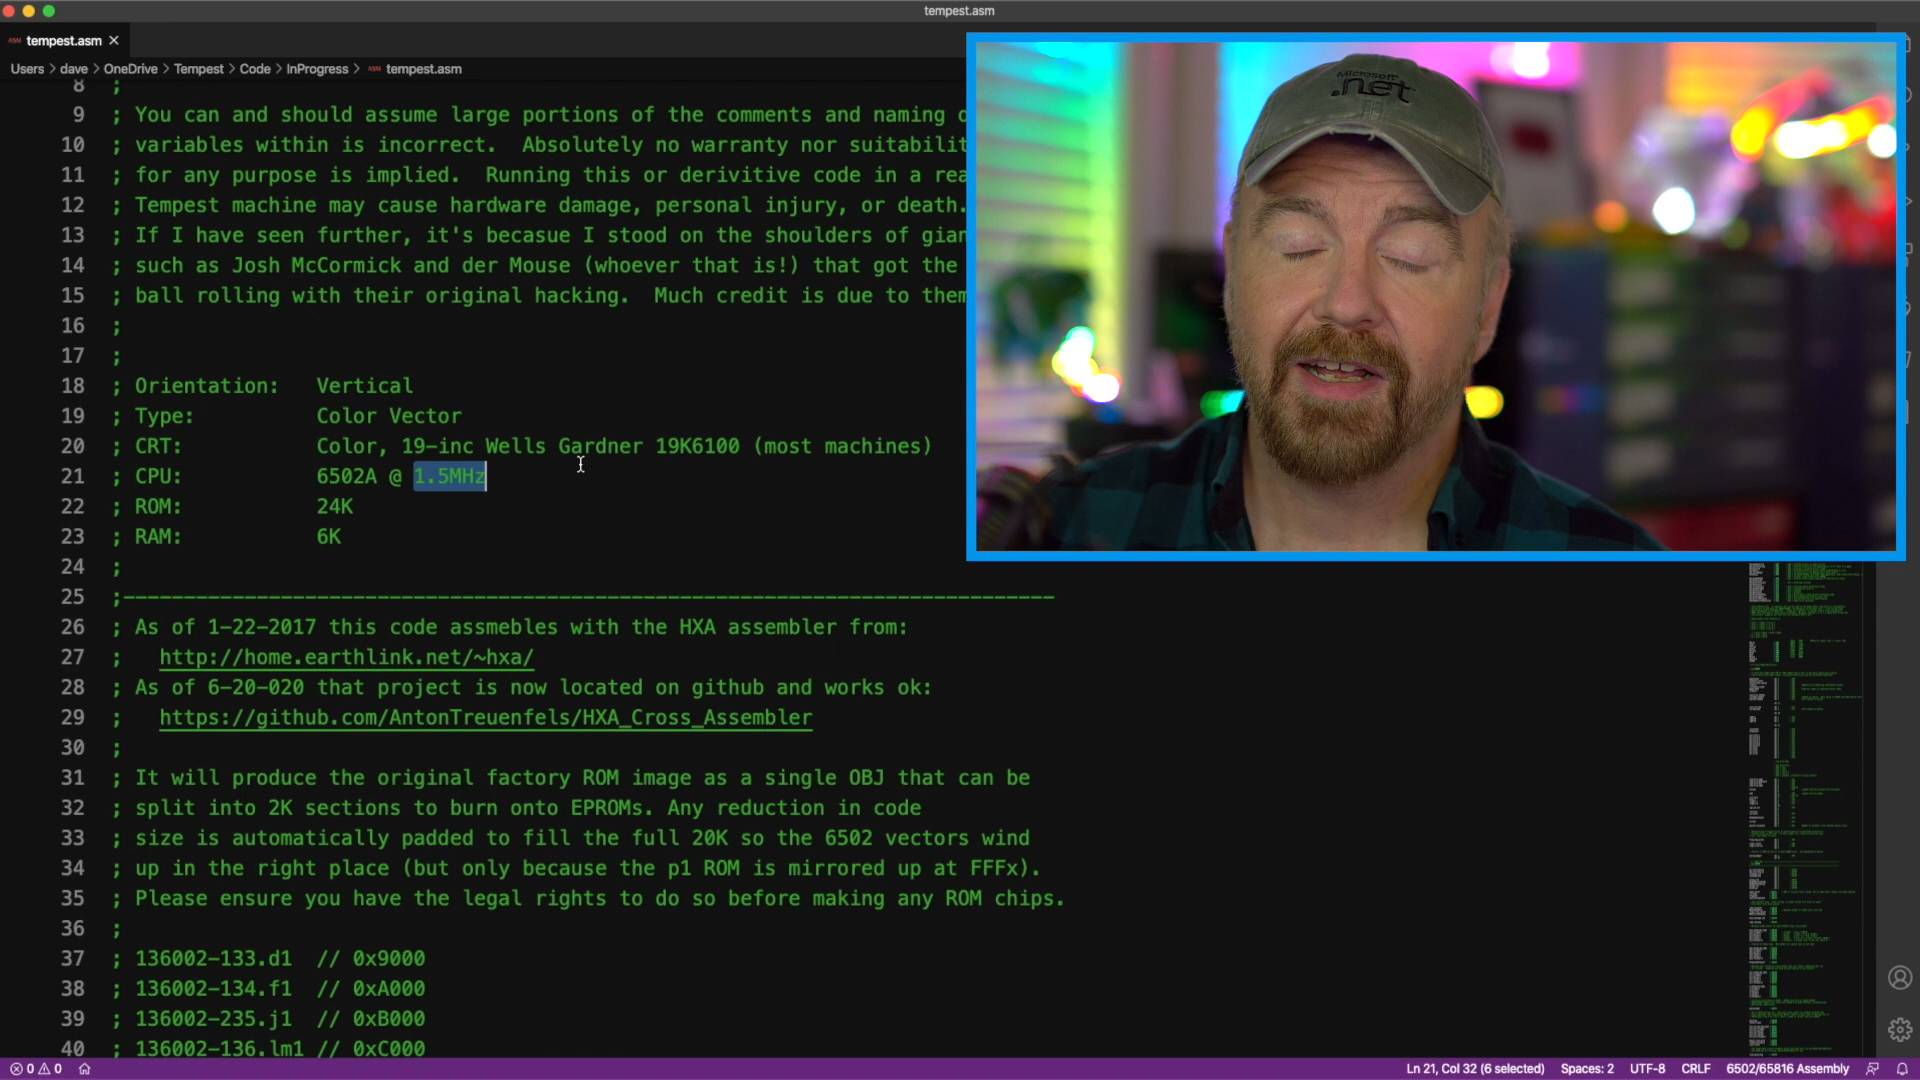 tempest.asm
ASM tempest.asm
Users > dave > OneDrive > Tempest > Code > InProgress > ASM tempest.asm
8 ;
9 ; You can and should assume large portions of the comments and naming o
10 ; variables within is incorrect.  Absolutely no warranty nor suitabilit
11 ; for any purpose is implied.  Running this or derivitive code in a rea
12 ; Tempest machine may cause hardware damage, personal injury, or death.
13 ; If I have seen further, it's becasue I stood on the shoulders of gian
14 ; such as Josh McCormick and der Mouse (whoever that is!) that got the
15 ; ball rolling with their original hacking.  Much credit is due to them
16 ;
17 ;
18 ; Orientation:   Vertical
19 ; Type:          Color Vector
20 ; CRT:           Color, 19-inc Wells Gardner 19K6100 (most machines)
21 ; CPU:           6502A @ 1.5MHz
22 ; ROM:           24K
23 ; RAM:           6K
24 ;
25 ;-----------------------------------------------------------------------------
26 ; As of 1-22-2017 this code assmebles with the HXA assembler from:
27 ;   http://home.earthlink.net/~hxa/
28 ; As of 6-20-020 that project is now located on github and works ok:
29 ;   https://github.com/AntonTreuenfels/HXA_Cross_Assembler
30 ;
31 ; It will produce the original factory ROM image as a single OBJ that can be
32 ; split into 2K sections to burn onto EPROMs. Any reduction in code
33 ; size is automatically padded to fill the full 20K so the 6502 vectors wind
34 ; up in the right place (but only because the p1 ROM is mirrored up at FFFx).
35 ; Please ensure you have the legal rights to do so before making any ROM chips.
36 ;
37 ; 136002-133.d1  // 0x9000
38 ; 136002-134.f1  // 0xA000
39 ; 136002-235.j1  // 0xB000
40 ; 136002-136.lm1 // 0xC000
Microsoft
.net
0 0 Ln 21, Col 32 (6 selected) Spaces: 2 UTF-8 CRLF 6502/65816 Assembly